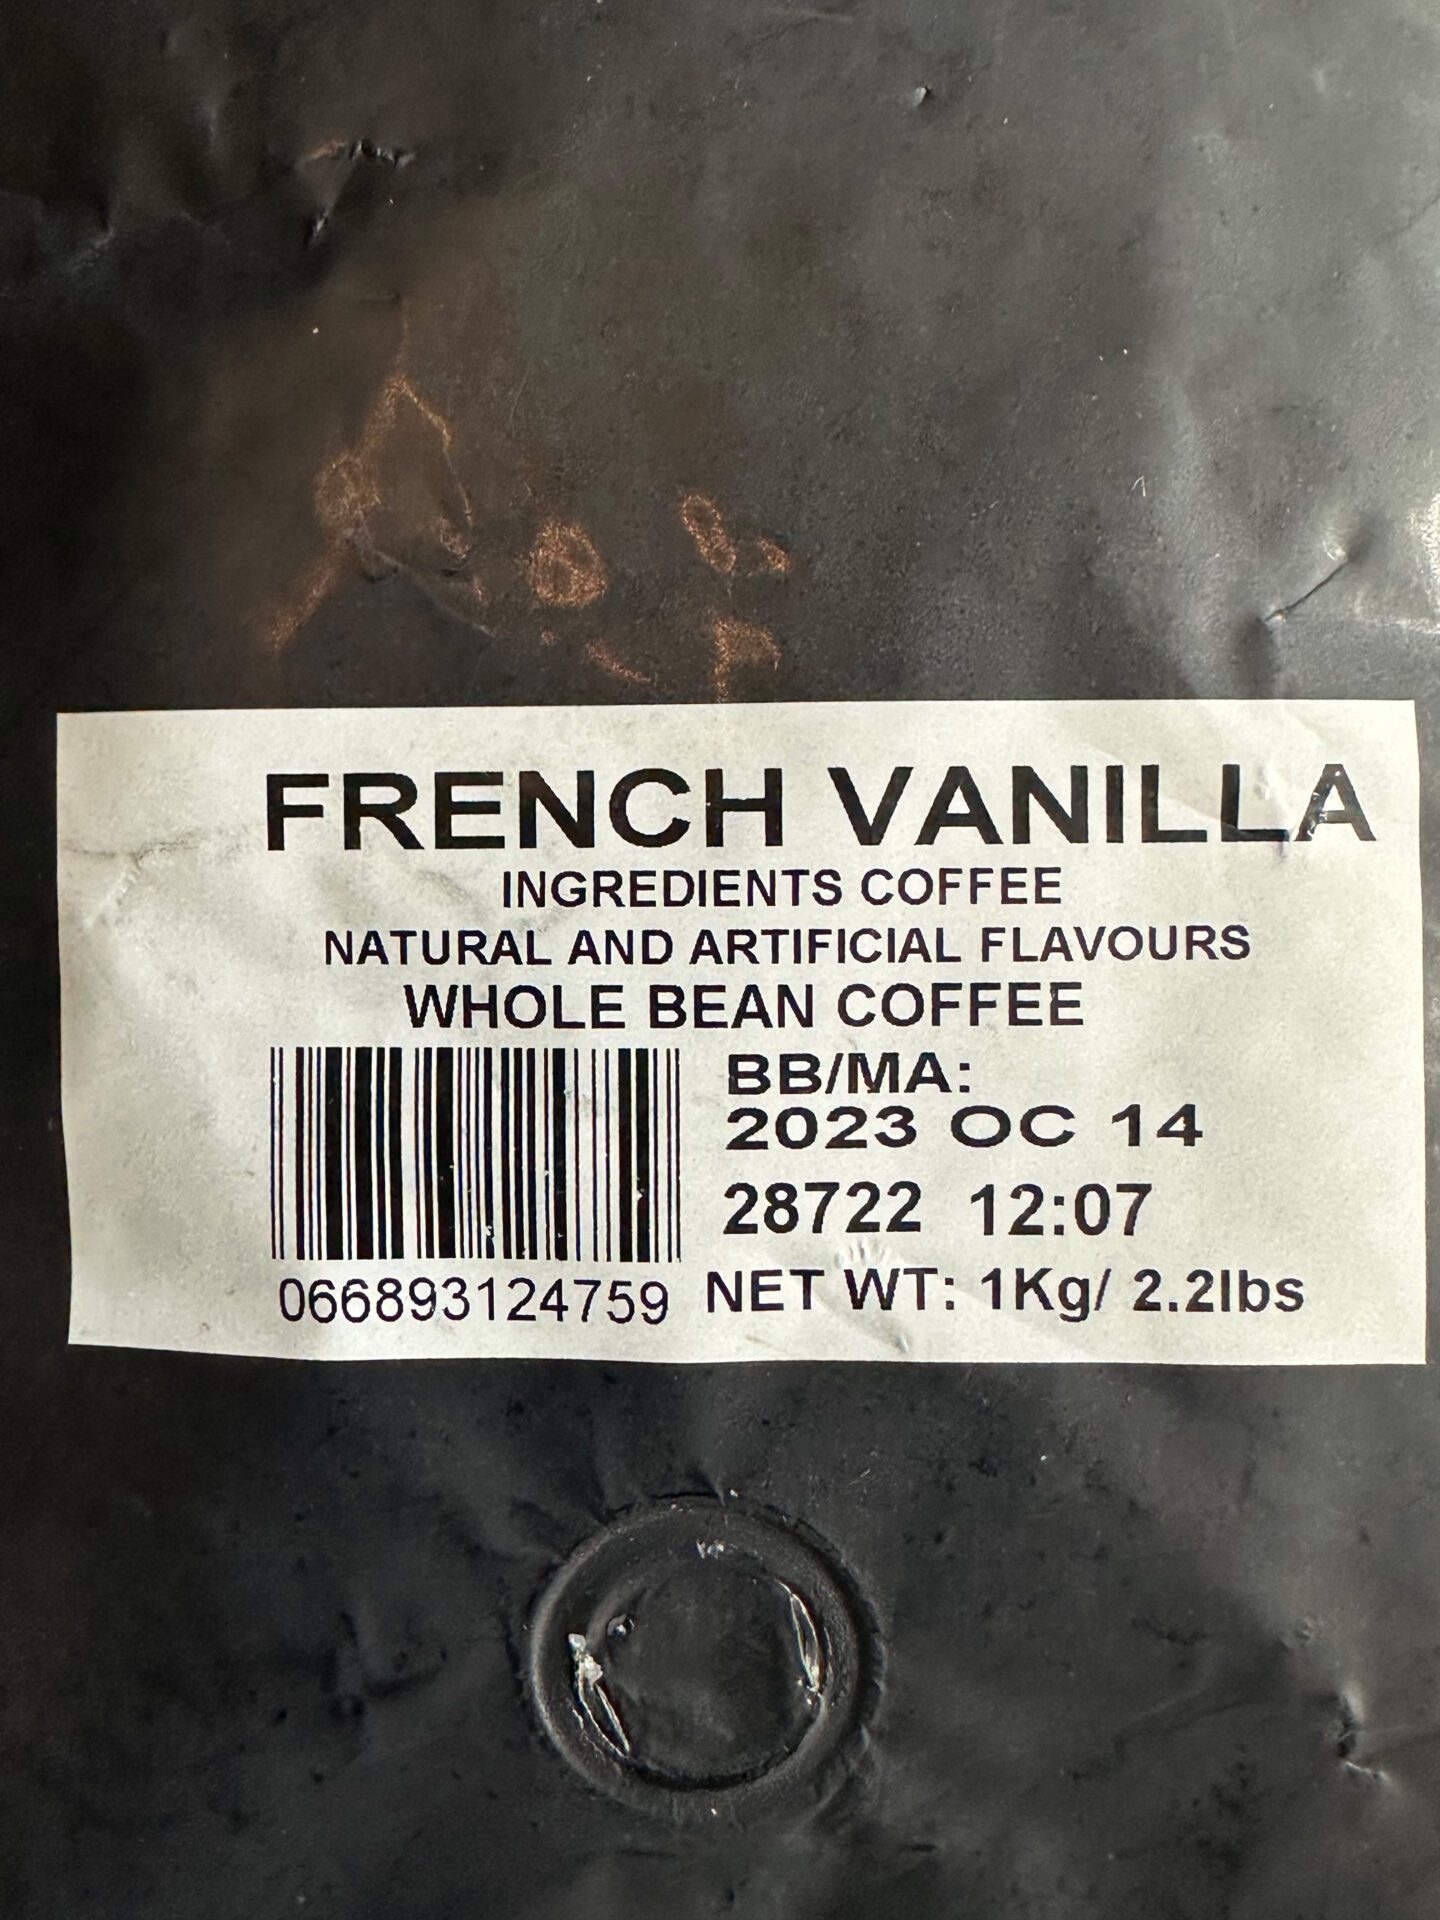 FRENCH VANILLA
INGREDIENTS COFFEE
NATURAL AND ARTIFICIAL FLAVOURS
WHOLE BEAN COFFEE
BB/MA:
2023 OC 14
28722 12:07
066893124759 NET WT: 1Kg/ 2.2lbs